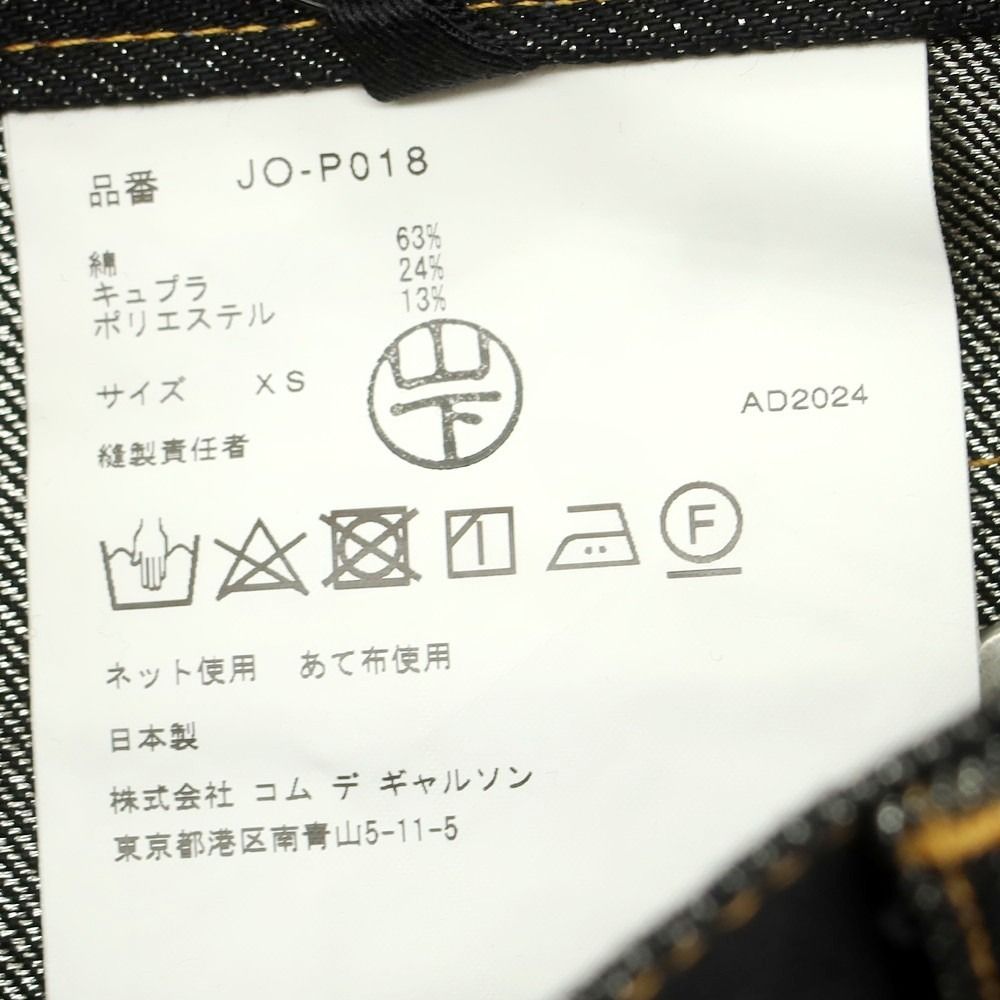 品番 JO-P018
綿 63%
キュプラ 24%
ポリエステル 13%
サイズ XS
山下
AD2024
縫製責任者
F
ネット使用 あて布使用
日本製
株式会社 コム デ ギャルソン
東京都港区南青山5-11-5